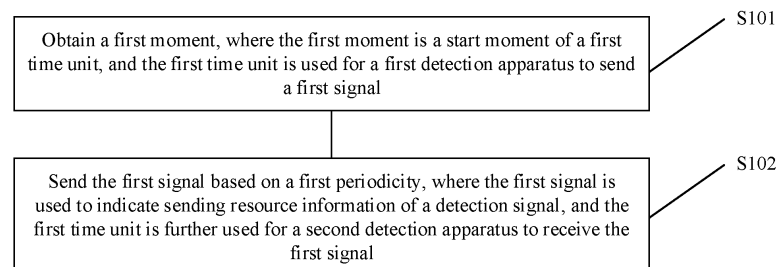 S101
Obtain a first moment, where the first moment is a start moment of a first
time unit, and the first time unit is used for a first detection apparatus to send
a first signal
S102
Send the first signal based on a first periodicity, where the first signal is
used to indicate sending resource information of a detection signal, and the
first time unit is further used for a second detection apparatus to receive the
first signal